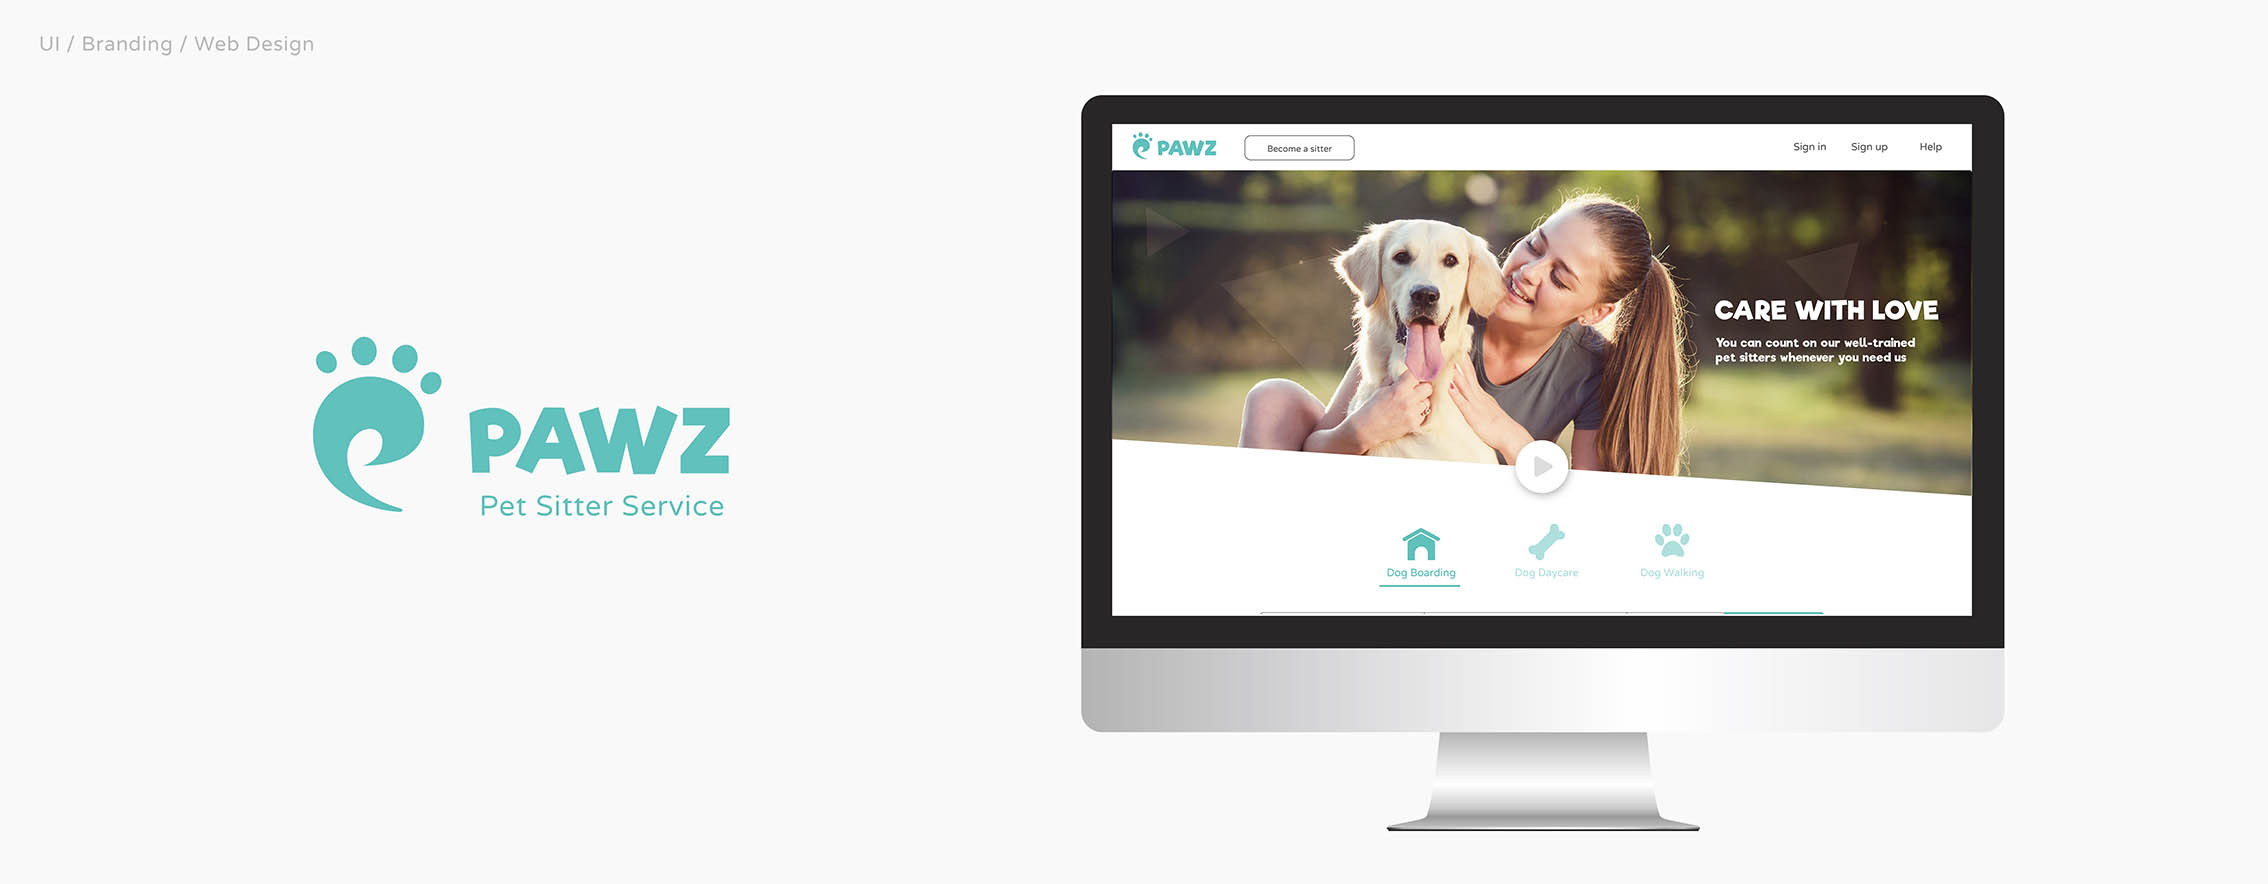 UI / Branding / Web Design
PAWZ
Pet Sitter Service
PAWZ
Become a sitter
Sign in
Sign up
Help
CARE WITH LOVE
You can count on our well-trained
pet sitters whenever you need us
Dog Boarding
Dog Daycare
Dog Walking